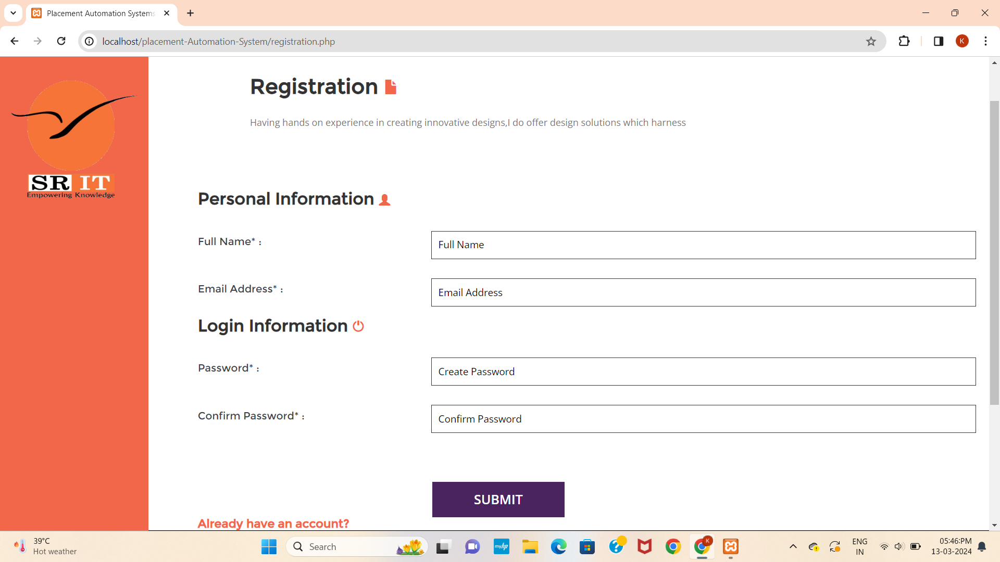 Placement Automation Systems
localhost/placement-Automation-System/registration.php
K
SR IT
Empowering Knowledge
Registration
Having hands on experience in creating innovative designs,I do offer design solutions which harness
Personal Information
Full Name* :
Full Name
Email Address* :
Email Address
Login Information
Password* :
Create Password
Confirm Password* :
Confirm Password
SUBMIT
Already have an account?
39°C
Hot weather
Search
myhp
K
ENG
IN
05:46:PM
13-03-2024